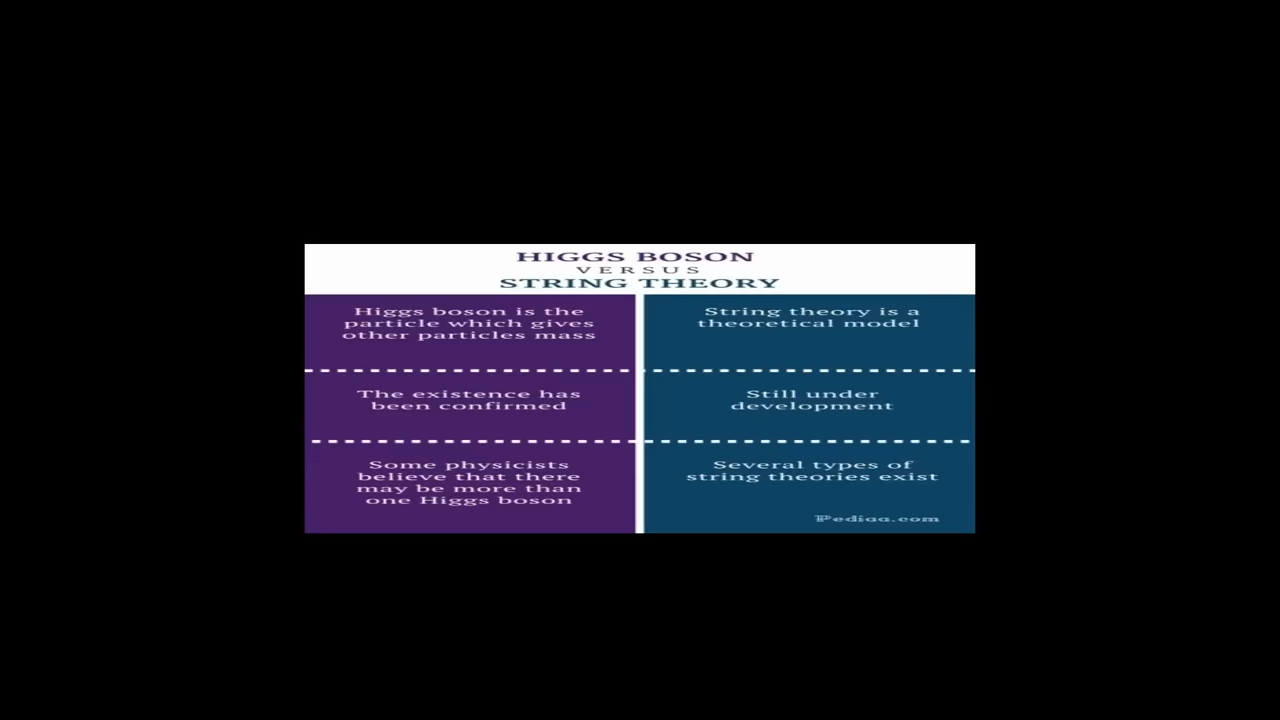 HIGGS BOSON
VERSUS
STRING THEORY
Higgs boson is the
particle which gives
other particles mass
String theory is a
theoretical model
The existence has
been confirmed
Still under
development
Some physicists
believe that there
may be more than
one Higgs boson
Several types of
string theories exist
Pediaa.com